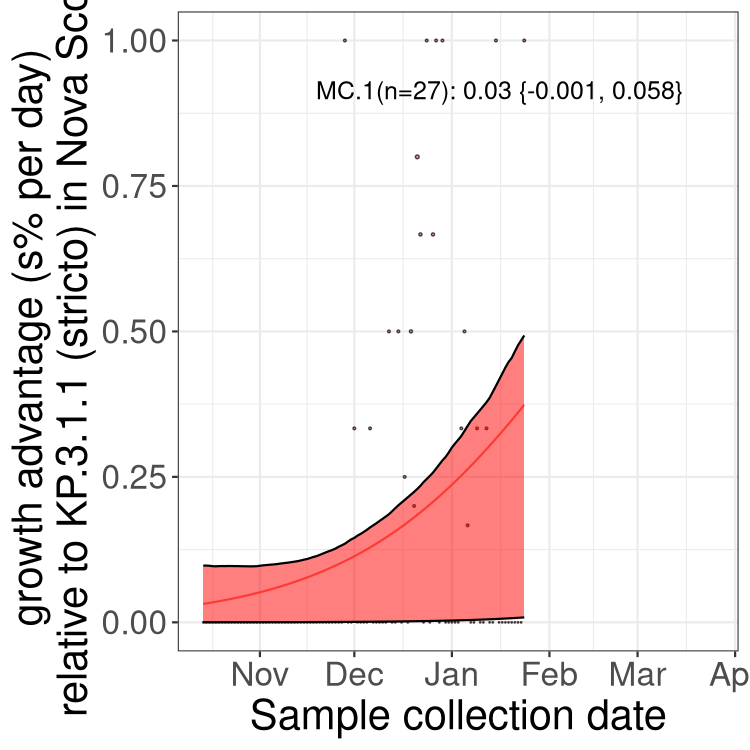 growth advantage (s% per day)
relative to KP.3.1.1 (stricto) in Nova Sco
1.00
0.75
0.50
0.25
0.00
MC.1(n=27): 0.03 {-0.001, 0.058}
Nov Dec Jan Feb Mar Ap
Sample collection date